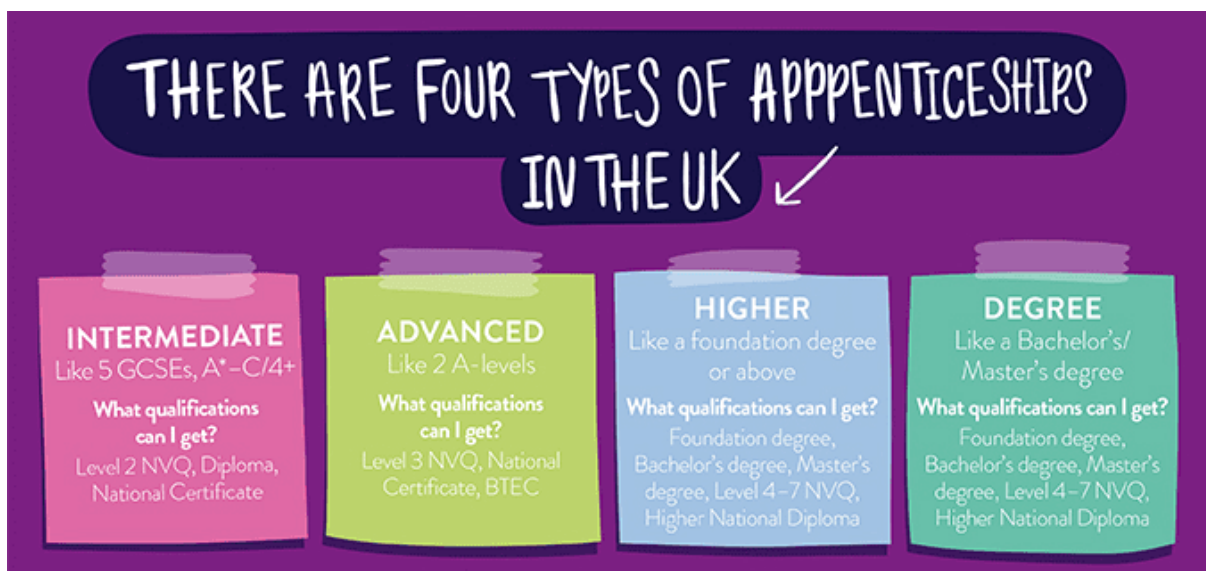 THERE ARE FOUR TYPES OF APPPENTICESHIPS
IN THE UK
INTERMEDIATE
Like 5 GCSEs, A*–C/4+
What qualifications
can I get?
Level 2 NVQ, Diploma,
National Certificate
ADVANCED
Like 2 A-levels
What qualifications
can I get?
Level 3 NVQ, National
Certificate, BTEC
HIGHER
Like a foundation degree
or above
What qualifications can I get?
Foundation degree,
Bachelor's degree, Master's
degree, Level 4–7 NVQ,
Higher National Diploma
DEGREE
Like a Bachelor's/
Master's degree
What qualifications can I get?
Foundation degree,
Bachelor's degree, Master's
degree, Level 4–7 NVQ,
Higher National Diploma